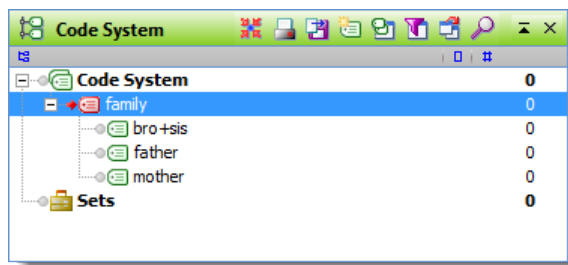 Code System
#
Code System 0
family 0
bro+sis 0
father 0
mother 0
Sets 0